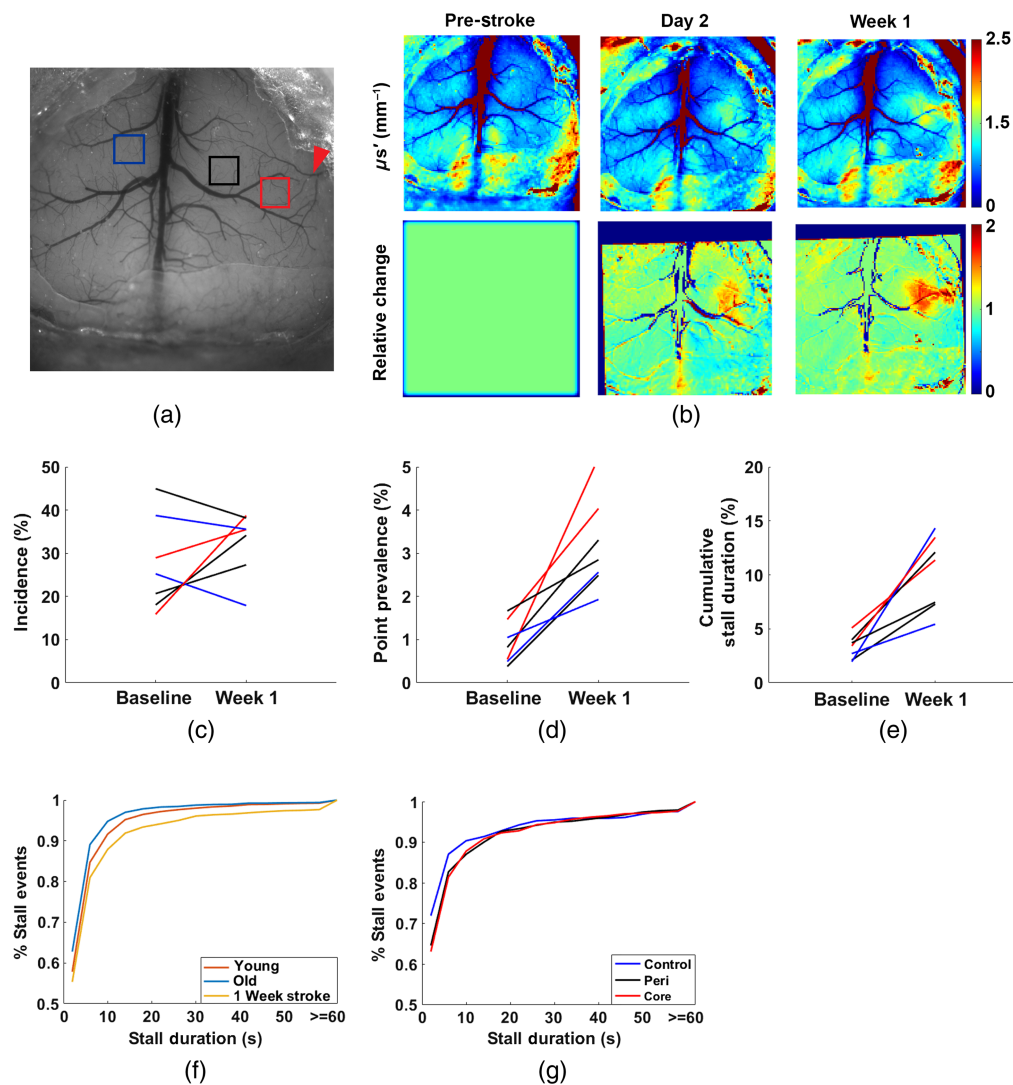 Pre-stroke Day 2 Week 1
μs′ (mm⁻¹)
2.5
1.5
0
Relative change
2
1
0
(a)
(b)
Incidence (%)
50
40
30
20
10
0
Baseline Week 1
(c)
Point prevalence (%)
5
4
3
2
1
0
Baseline Week 1
(d)
Cumulative
stall duration (%)
20
15
10
5
0
Baseline Week 1
(e)
% Stall events
1
0.9
0.8
0.7
0.6
0.5
0 10 20 30 40 50 >=60
Stall duration (s)
Young
Old
1 Week stroke
(f)
% Stall events
1
0.9
0.8
0.7
0.6
0.5
0 10 20 30 40 50 >=60
Stall duration (s)
Control
Peri
Core
(g)